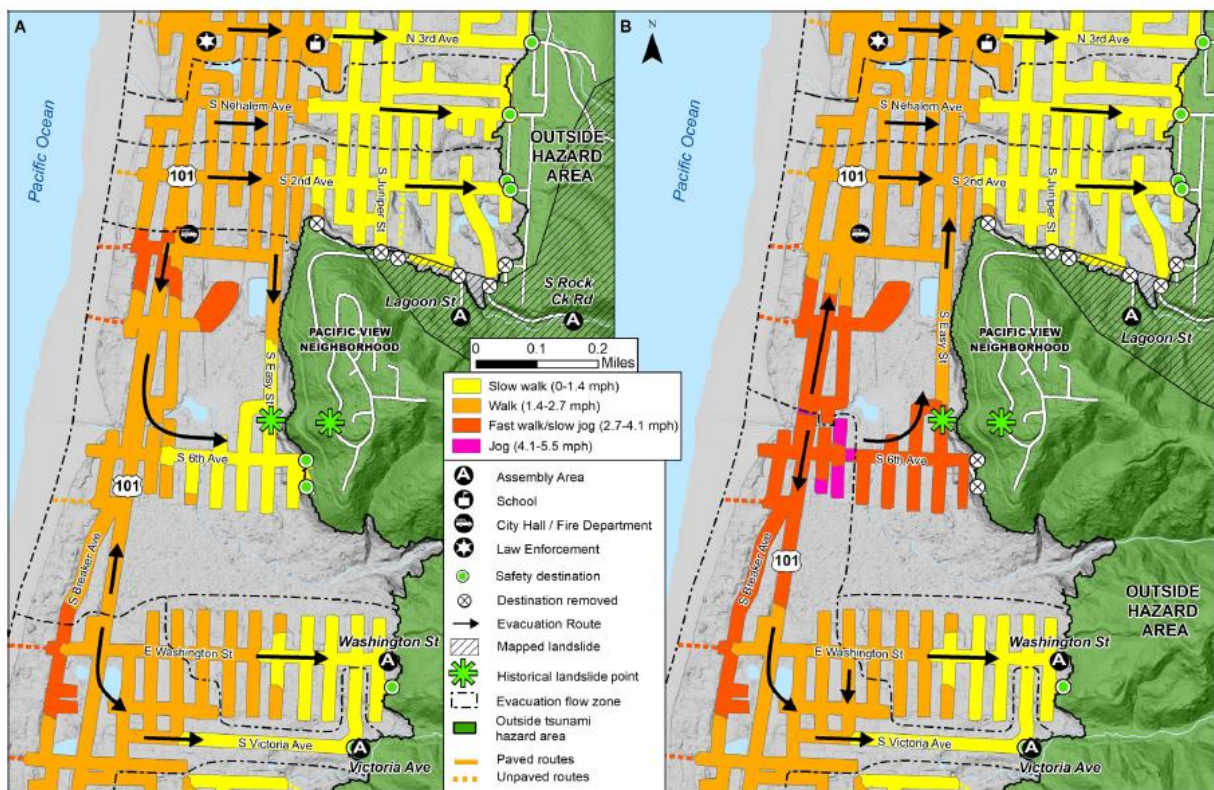 A
N 3rd Ave
S Nehalem Ave
Pacific Ocean
101
S 2nd Ave
S Juniper St
OUTSIDE
HAZARD
AREA
S Rock
Ck Rd
Lagoon St
A
A
PACIFIC VIEW
NEIGHBORHOOD
S Easy St
S 6th Ave
101
S Breaker Ave
E Washington St
Washington St
A
S Victoria Ave
A
Victoria Ave
0 0.1 0.2
Miles
Slow walk (0-1.4 mph)
Walk (1.4-2.7 mph)
Fast walk/slow jog (2.7-4.1 mph)
Jog (4.1-5.5 mph)
A
Assembly Area
School
City Hall / Fire Department
Law Enforcement
Safety destination
Destination removed
Evacuation Route
Mapped landslide
Historical landslide point
Evacuation flow zone
Outside tsunami
hazard area
Paved routes
Unpaved routes
B
N
N 3rd Ave
S Nehalem Ave
Pacific Ocean
101
S 2nd Ave
S Juniper St
OUTSIDE
HAZARD
AREA
Lagoon St
A
PACIFIC VIEW
NEIGHBORHOOD
S Easy St
S 6th Ave
101
S Breaker Ave
OUTSIDE
HAZARD
AREA
E Washington St
Washington St
A
S Victoria Ave
A
Victoria Ave